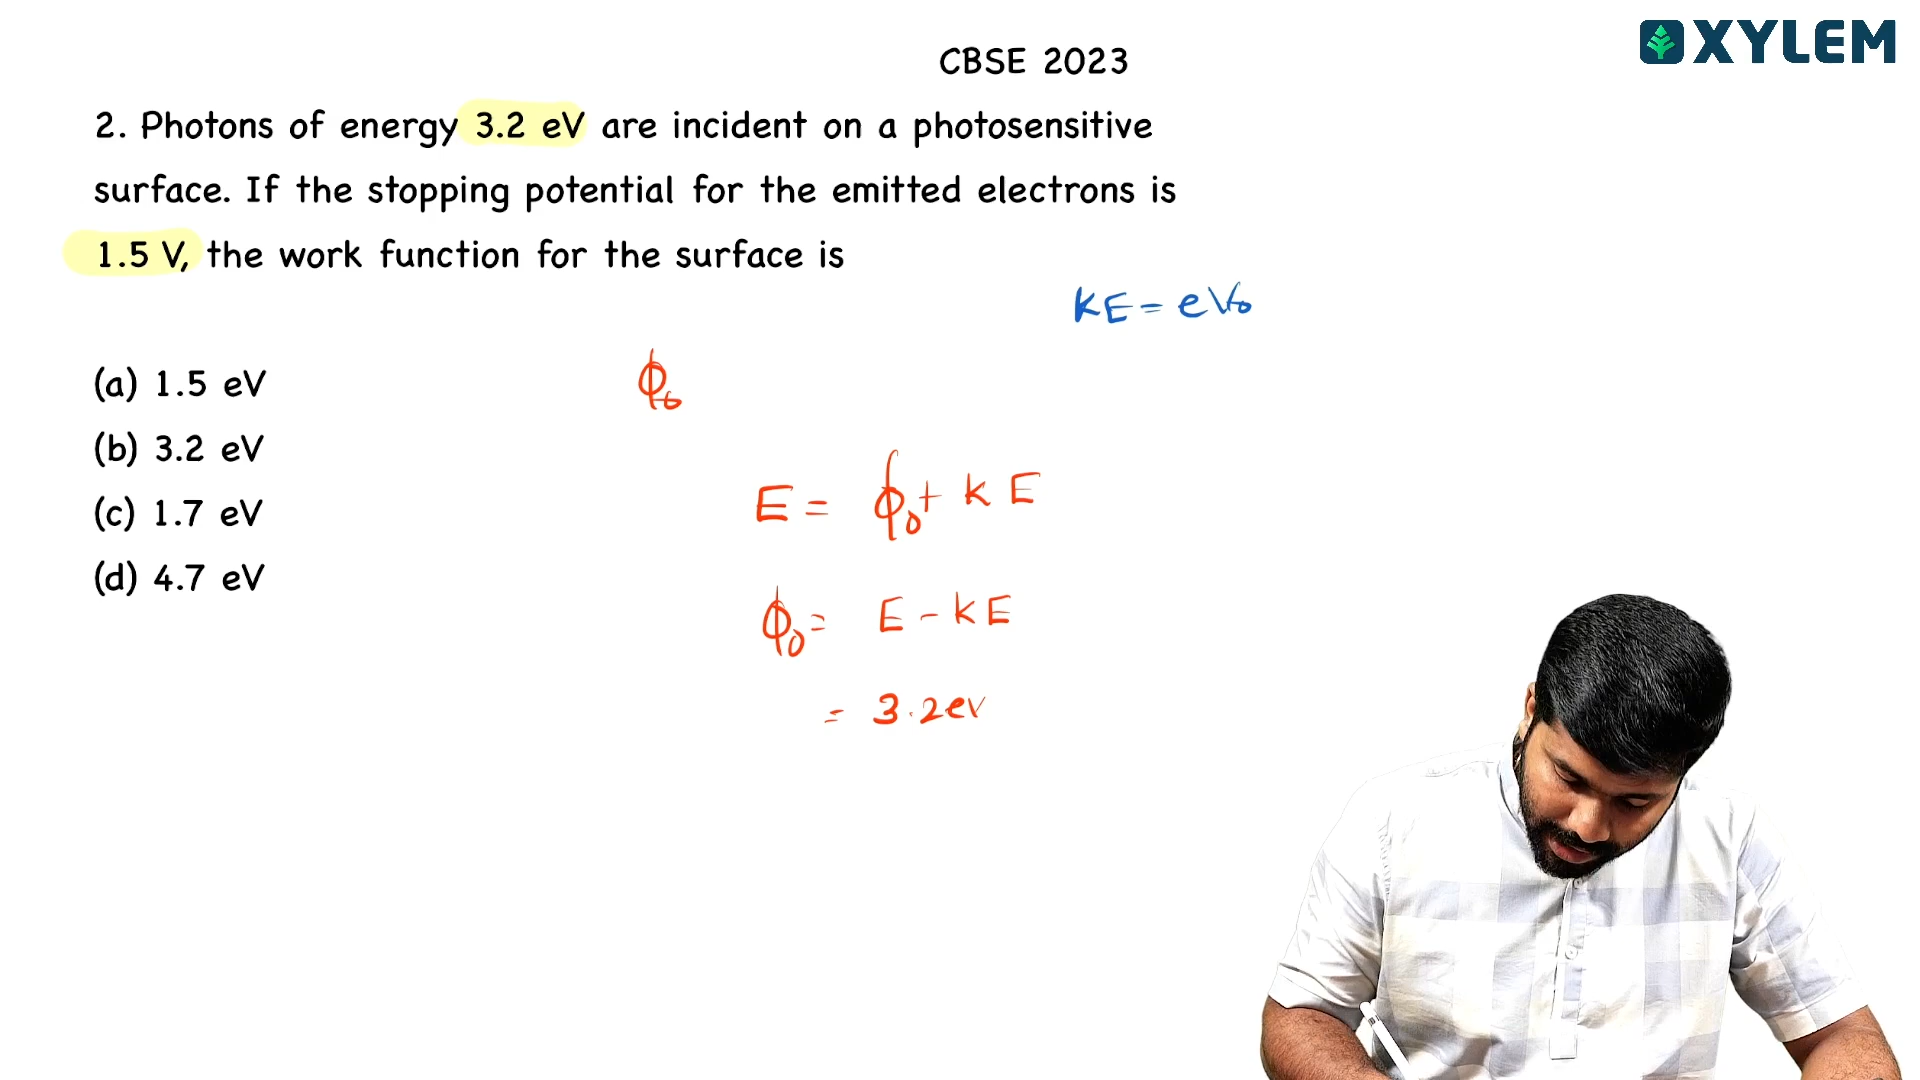 XYLEM
CBSE 2023
2. Photons of energy 3.2 eV are incident on a photosensitive
surface. If the stopping potential for the emitted electrons is
1.5 V, the work function for the surface is
KE = eV₀
(a) 1.5 eV
ϕ₀
(b) 3.2 eV
(c) 1.7 eV
E = ϕ₀ + KE
(d) 4.7 eV
ϕ₀ = E - KE
= 3.2 ev